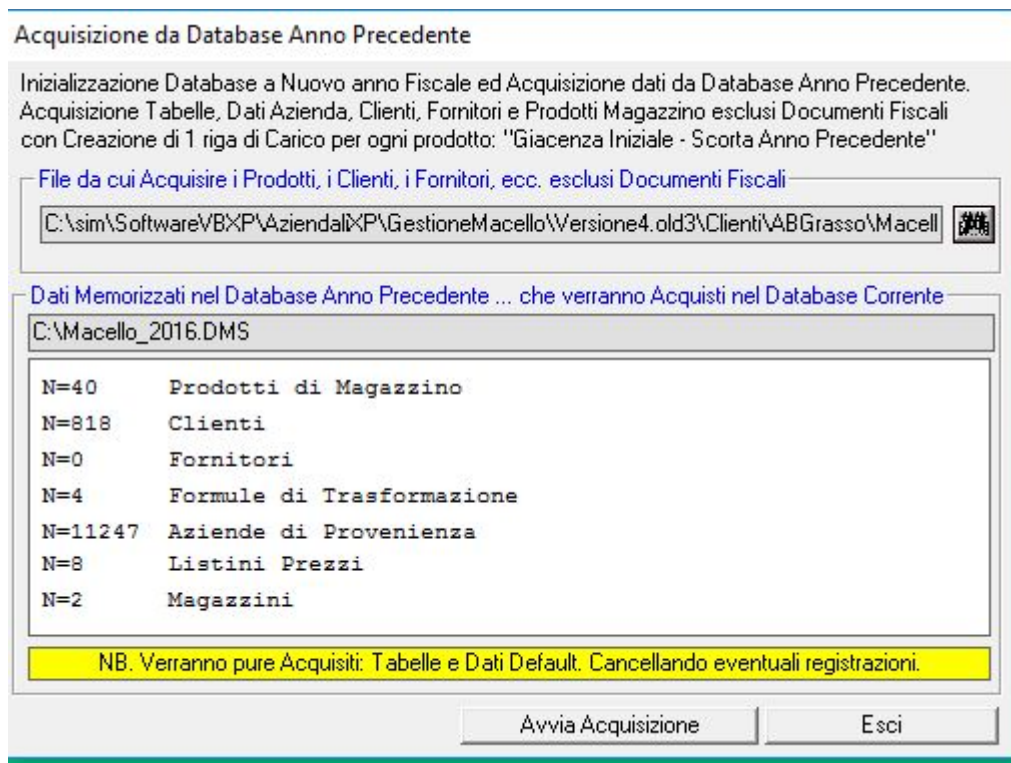 Acquisizione da Database Anno Precedente
Inizializzazione Database a Nuovo anno Fiscale ed Acquisizione dati da Database Anno Precedente.
Acquisizione Tabelle, Dati Azienda, Clienti, Fornitori e Prodotti Magazzino esclusi Documenti Fiscali
con Creazione di 1 riga di Carico per ogni prodotto: "Giacenza Iniziale - Scorta Anno Precedente"
File da cui Acquisire i Prodotti, i Clienti, i Fornitori, ecc. esclusi Documenti Fiscali
C:\sim\SoftwareVBXP\AziendaliXP\GestioneMacello\Versione4.old3\Clienti\ABGrasso\Macell
Dati Memorizzati nel Database Anno Precedente ... che verranno Acquisti nel Database Corrente
C:\Macello_2016.DMS
N=40 Prodotti di Magazzino
N=818 Clienti
N=0 Fornitori
N=4 Formule di Trasformazione
N=11247 Aziende di Provenienza
N=8 Listini Prezzi
N=2 Magazzini
NB. Verranno pure Acquisiti: Tabelle e Dati Default. Cancellando eventuali registrazioni.
Avvia Acquisizione Esci